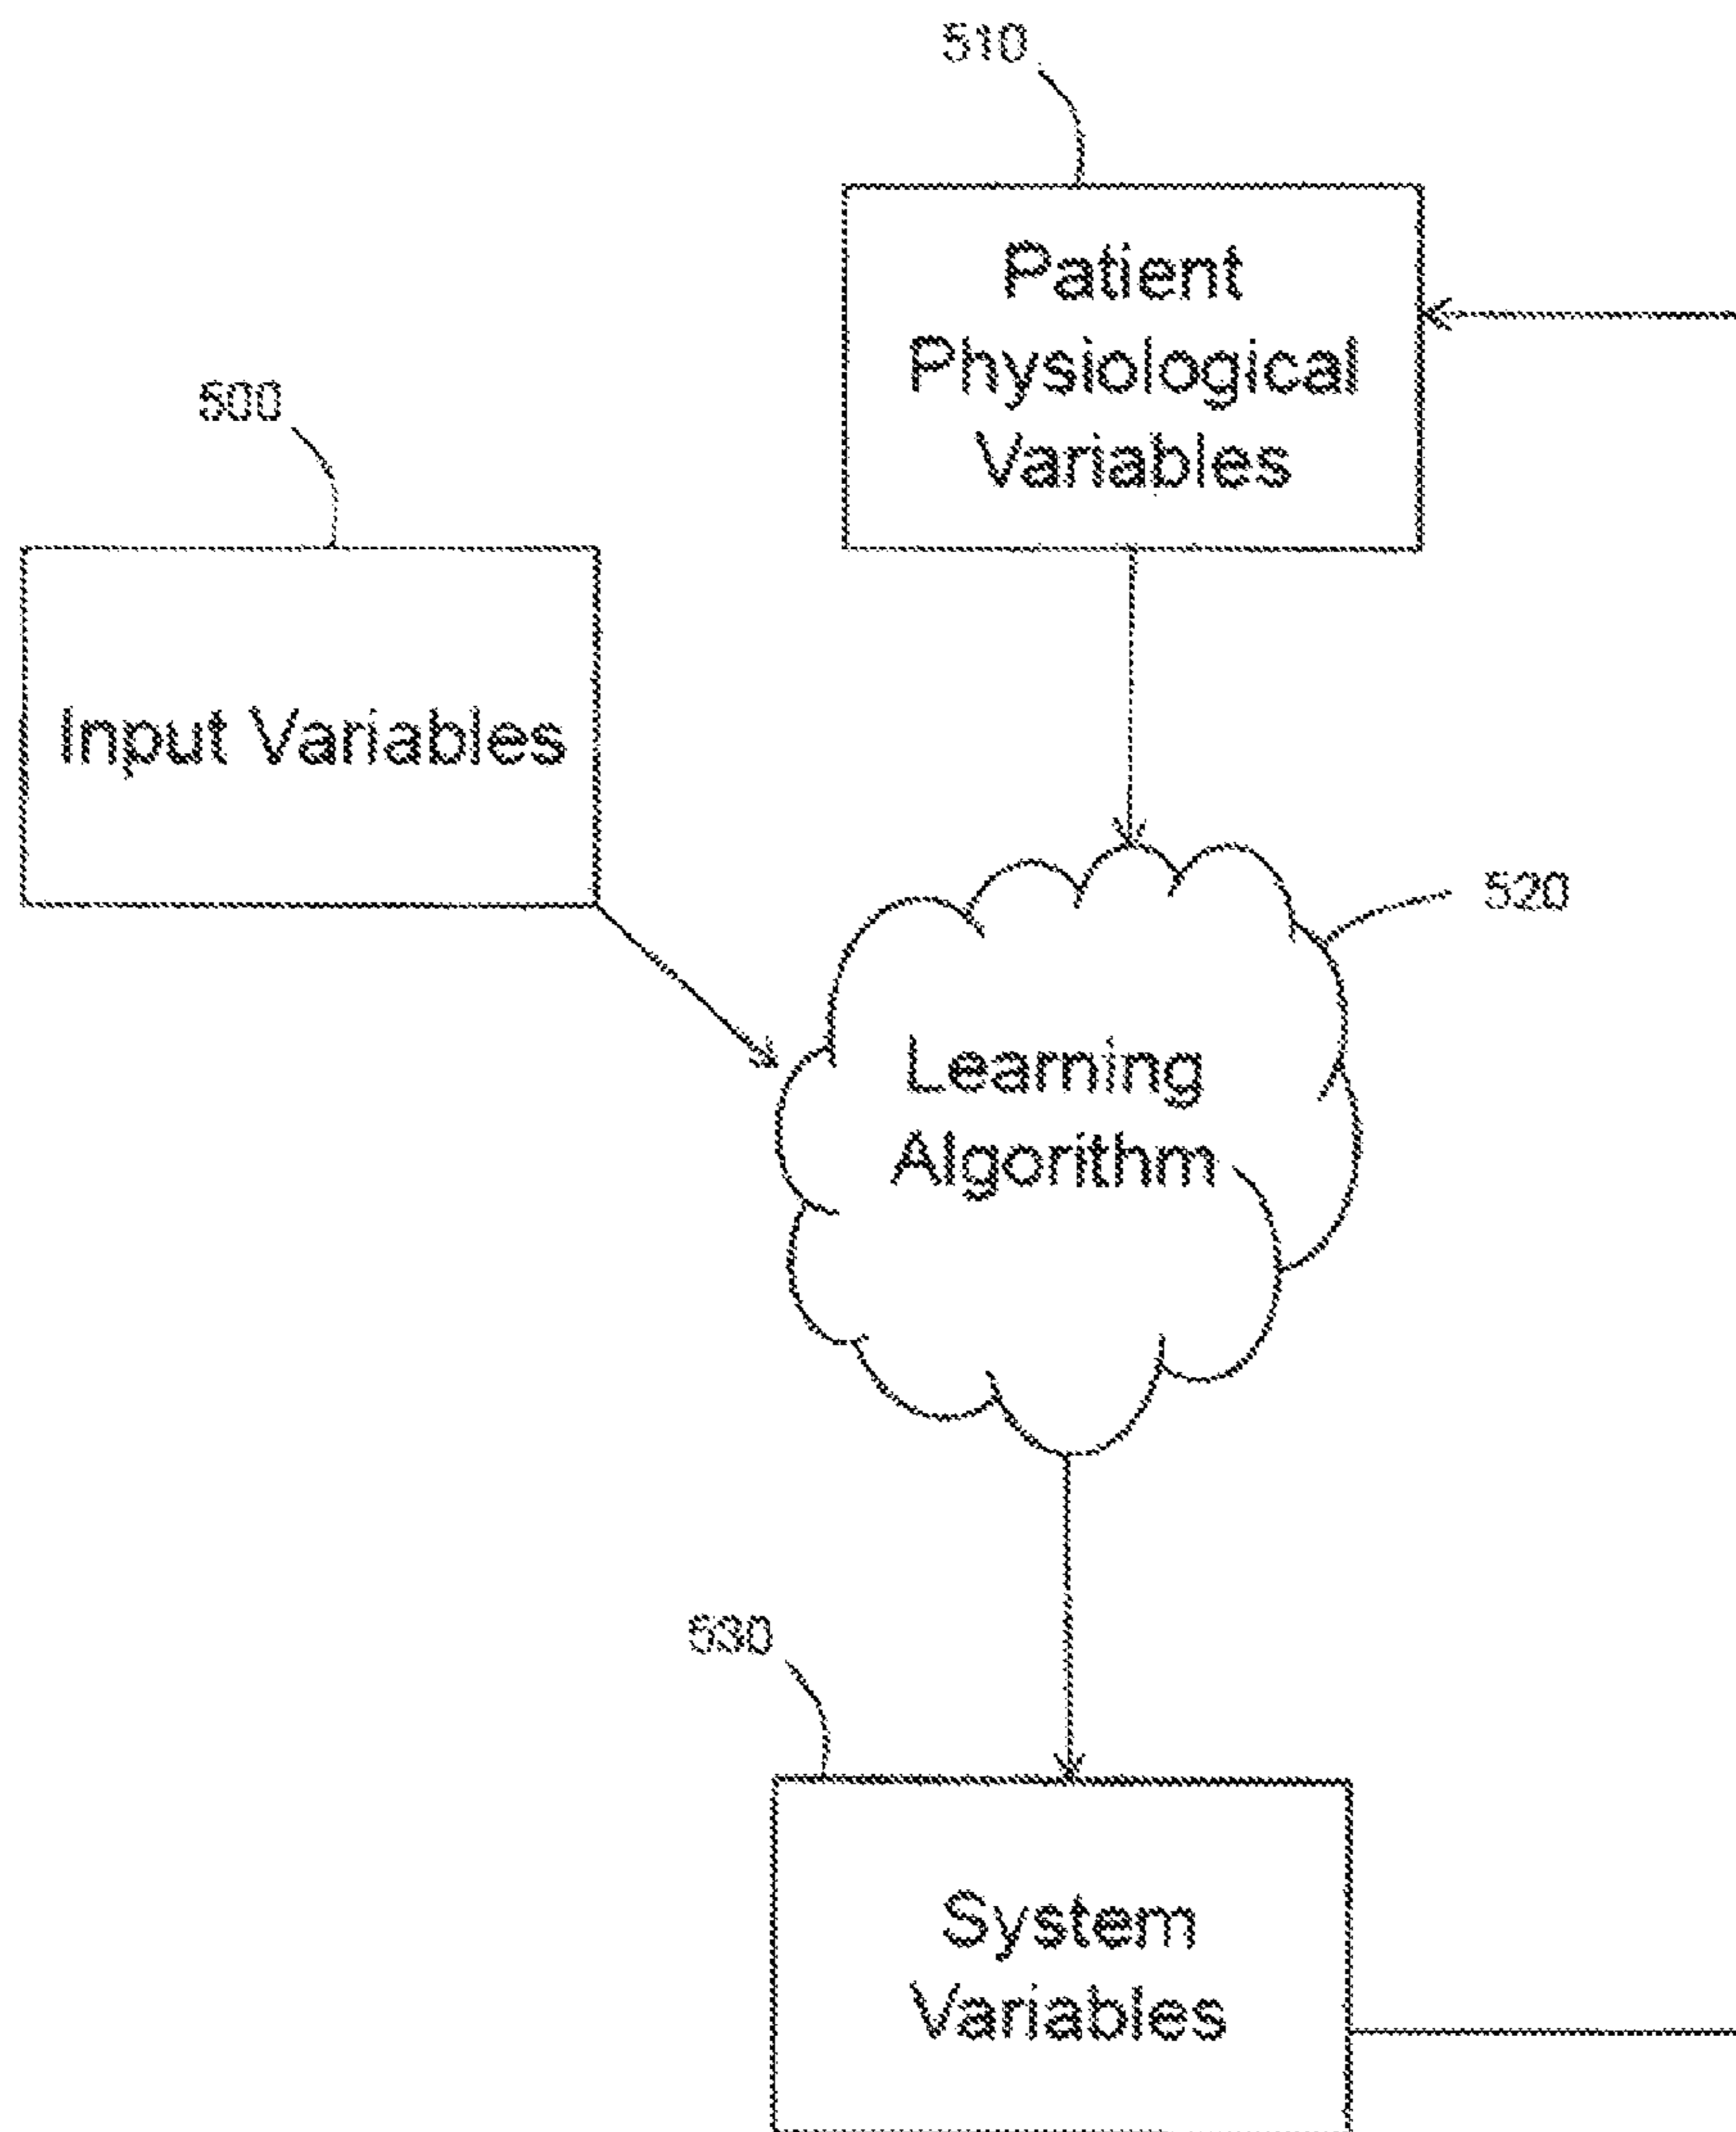 510
Patient
Physiological
Variables
500
Input Variables
520
Learning
Algorithm
530
System
Variables